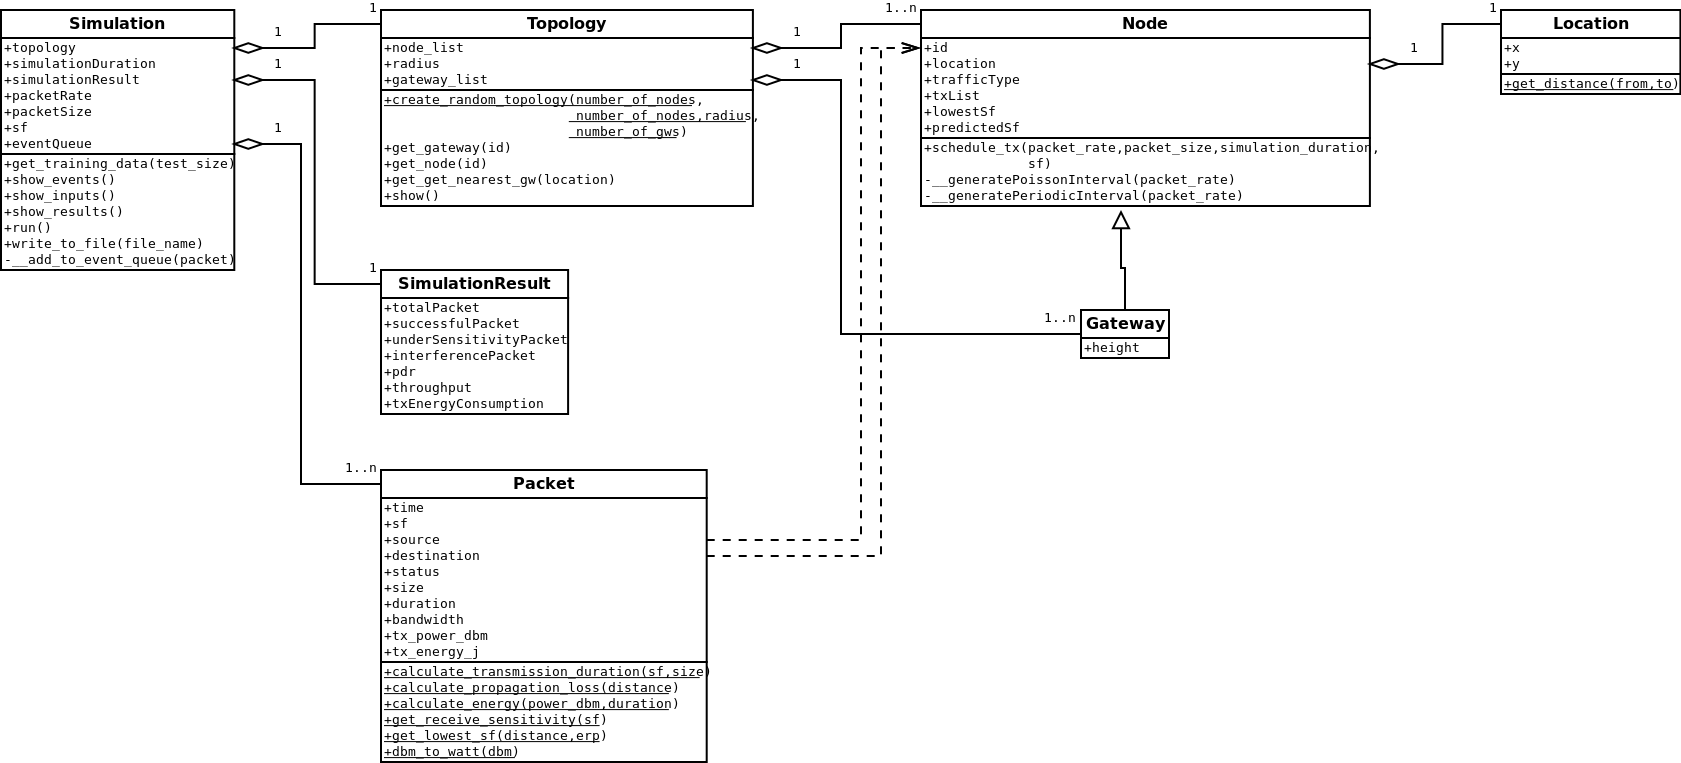 Simulation
+topology
+simulationDuration
+simulationResult
+packetRate
+packetSize
+sf
+eventQueue
+get_training_data(test_size)
+show_events()
+show_inputs()
+show_results()
+run()
+write_to_file(file_name)
-__add_to_event_queue(packet)
1
1
1
1
Topology
+node_list
+radius
+gateway_list
+create_random_topology(number_of_nodes,
_number_of_nodes,radius,
_number_of_gws)
+get_gateway(id)
+get_node(id)
+get_get_nearest_gw(location)
+show()
1
1
1
SimulationResult
+totalPacket
+successfulPacket
+underSensitivityPacket
+interferencePacket
+pdr
+throughput
+txEnergyConsumption
1..n
Packet
+time
+sf
+source
+destination
+status
+size
+duration
+bandwidth
+tx_power_dbm
+tx_energy_j
+calculate_transmission_duration(sf,size)
+calculate_propagation_loss(distance)
+calculate_energy(power_dbm,duration)
+get_receive_sensitivity(sf)
+get_lowest_sf(distance,erp)
+dbm_to_watt(dbm)
1..n
Node
+id
+location
+trafficType
+txList
+lowestSf
+predictedSf
+schedule_tx(packet_rate,packet_size,simulation_duration,
sf)
-__generatePoissonInterval(packet_rate)
-__generatePeriodicInterval(packet_rate)
1
1..n
Gateway
+height
1
Location
+x
+y
+get_distance(from,to)